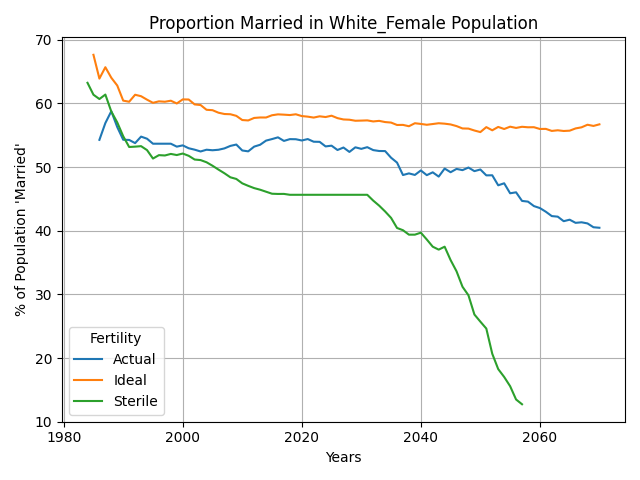 Proportion Married in White_Female Population
% of Population 'Married'
70
60
50
40
30
20
10
Fertility
Actual
Ideal
Sterile
1980
2000
2020
2040
2060
Years